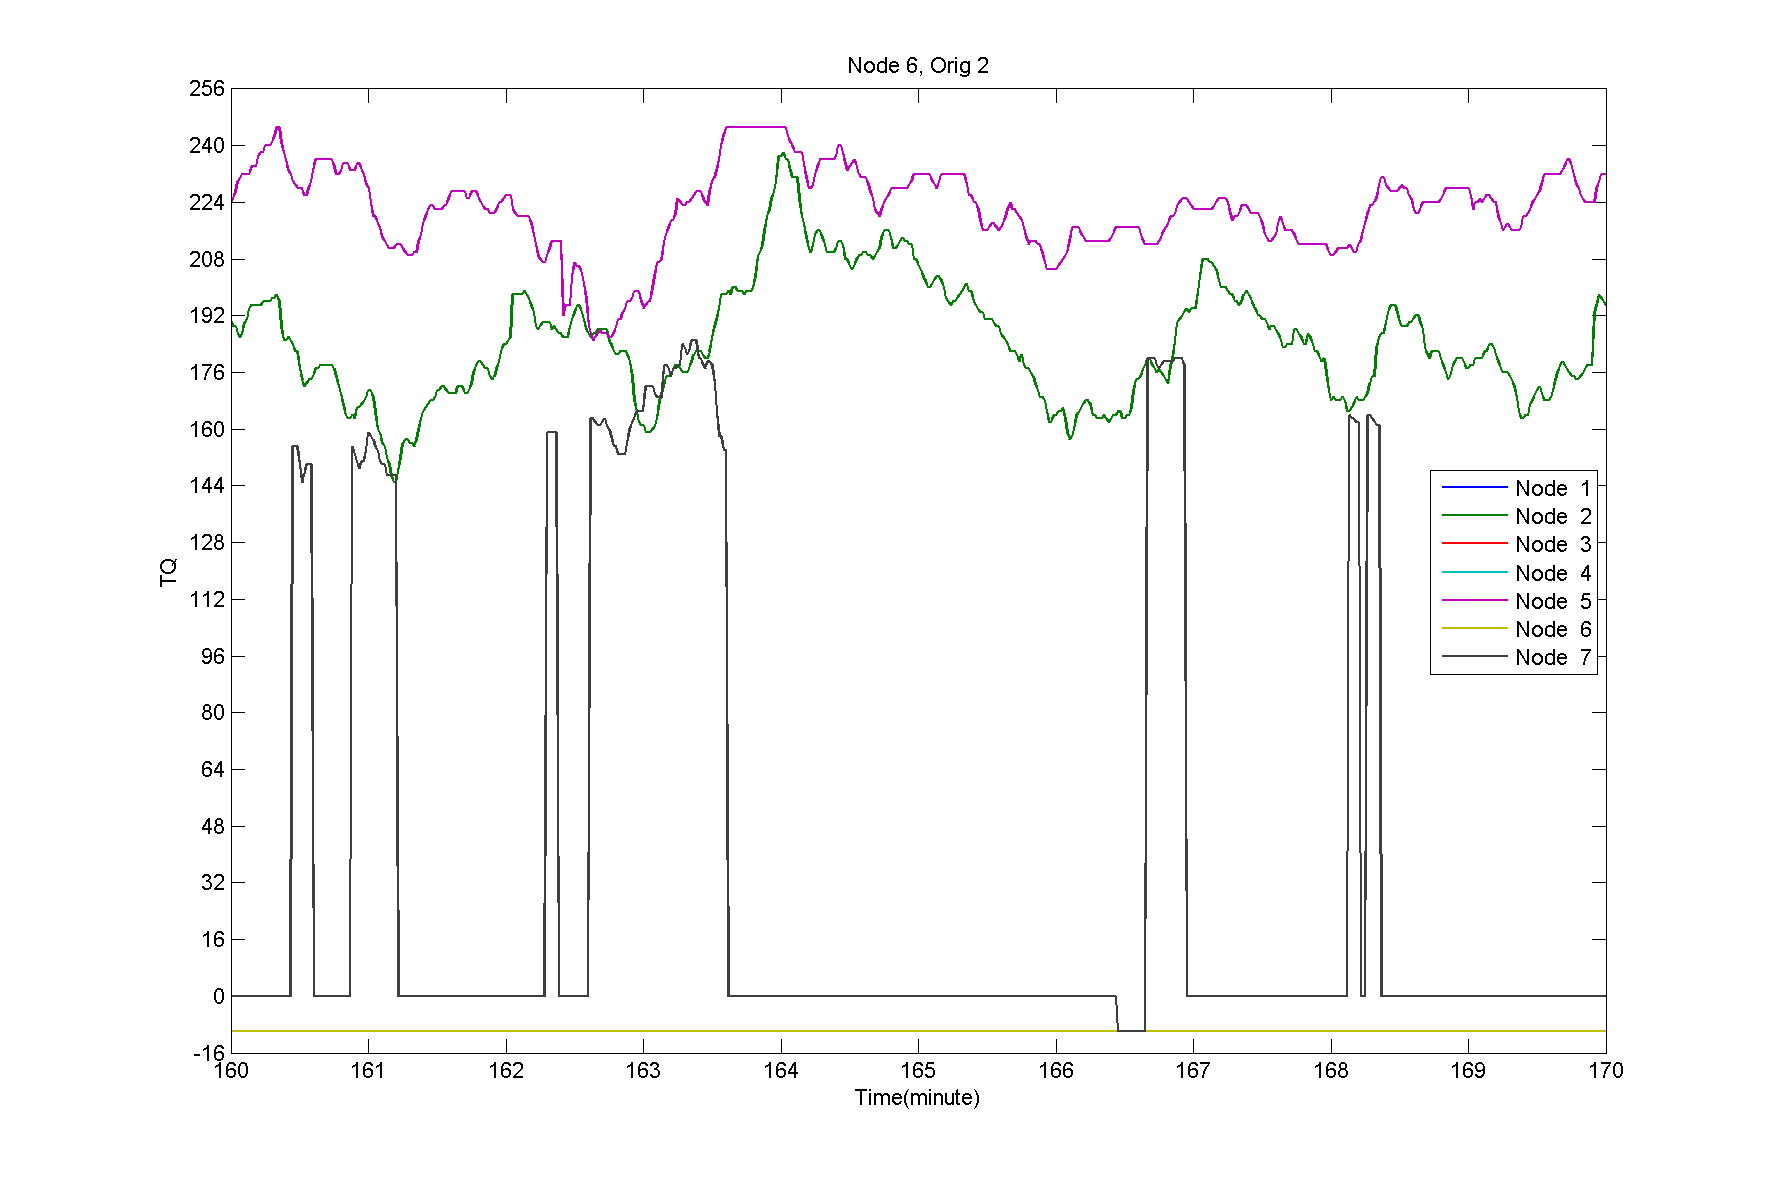 Node 6, Orig 2
256
240
224
208
192
176
160
144
128
112
96
80
64
48
32
16
0
-16
TQ
Node 1
Node 2
Node 3
Node 4
Node 5
Node 6
Node 7
160 161 162 163 164 165 166 167 168 169 170
Time(minute)